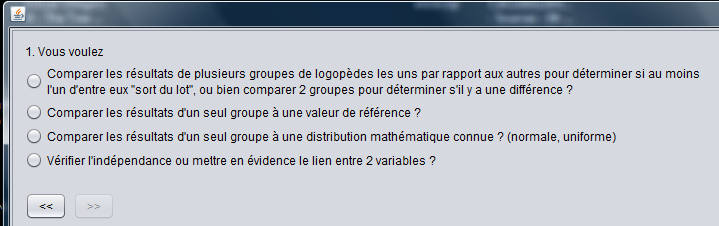 1. Vous voulez
Comparer les résultats de plusieurs groupes de logopèdes les uns par rapport aux autres pour déterminer si au moins
l'un d'entre eux "sort du lot", ou bien comparer 2 groupes pour déterminer s'il y a une différence ?
Comparer les résultats d'un seul groupe à une valeur de référence ?
Comparer les résultats d'un seul groupe à une distribution mathématique connue ? (normale, uniforme)
Vérifier l'indépendance ou mettre en évidence le lien entre 2 variables ?
<< >>